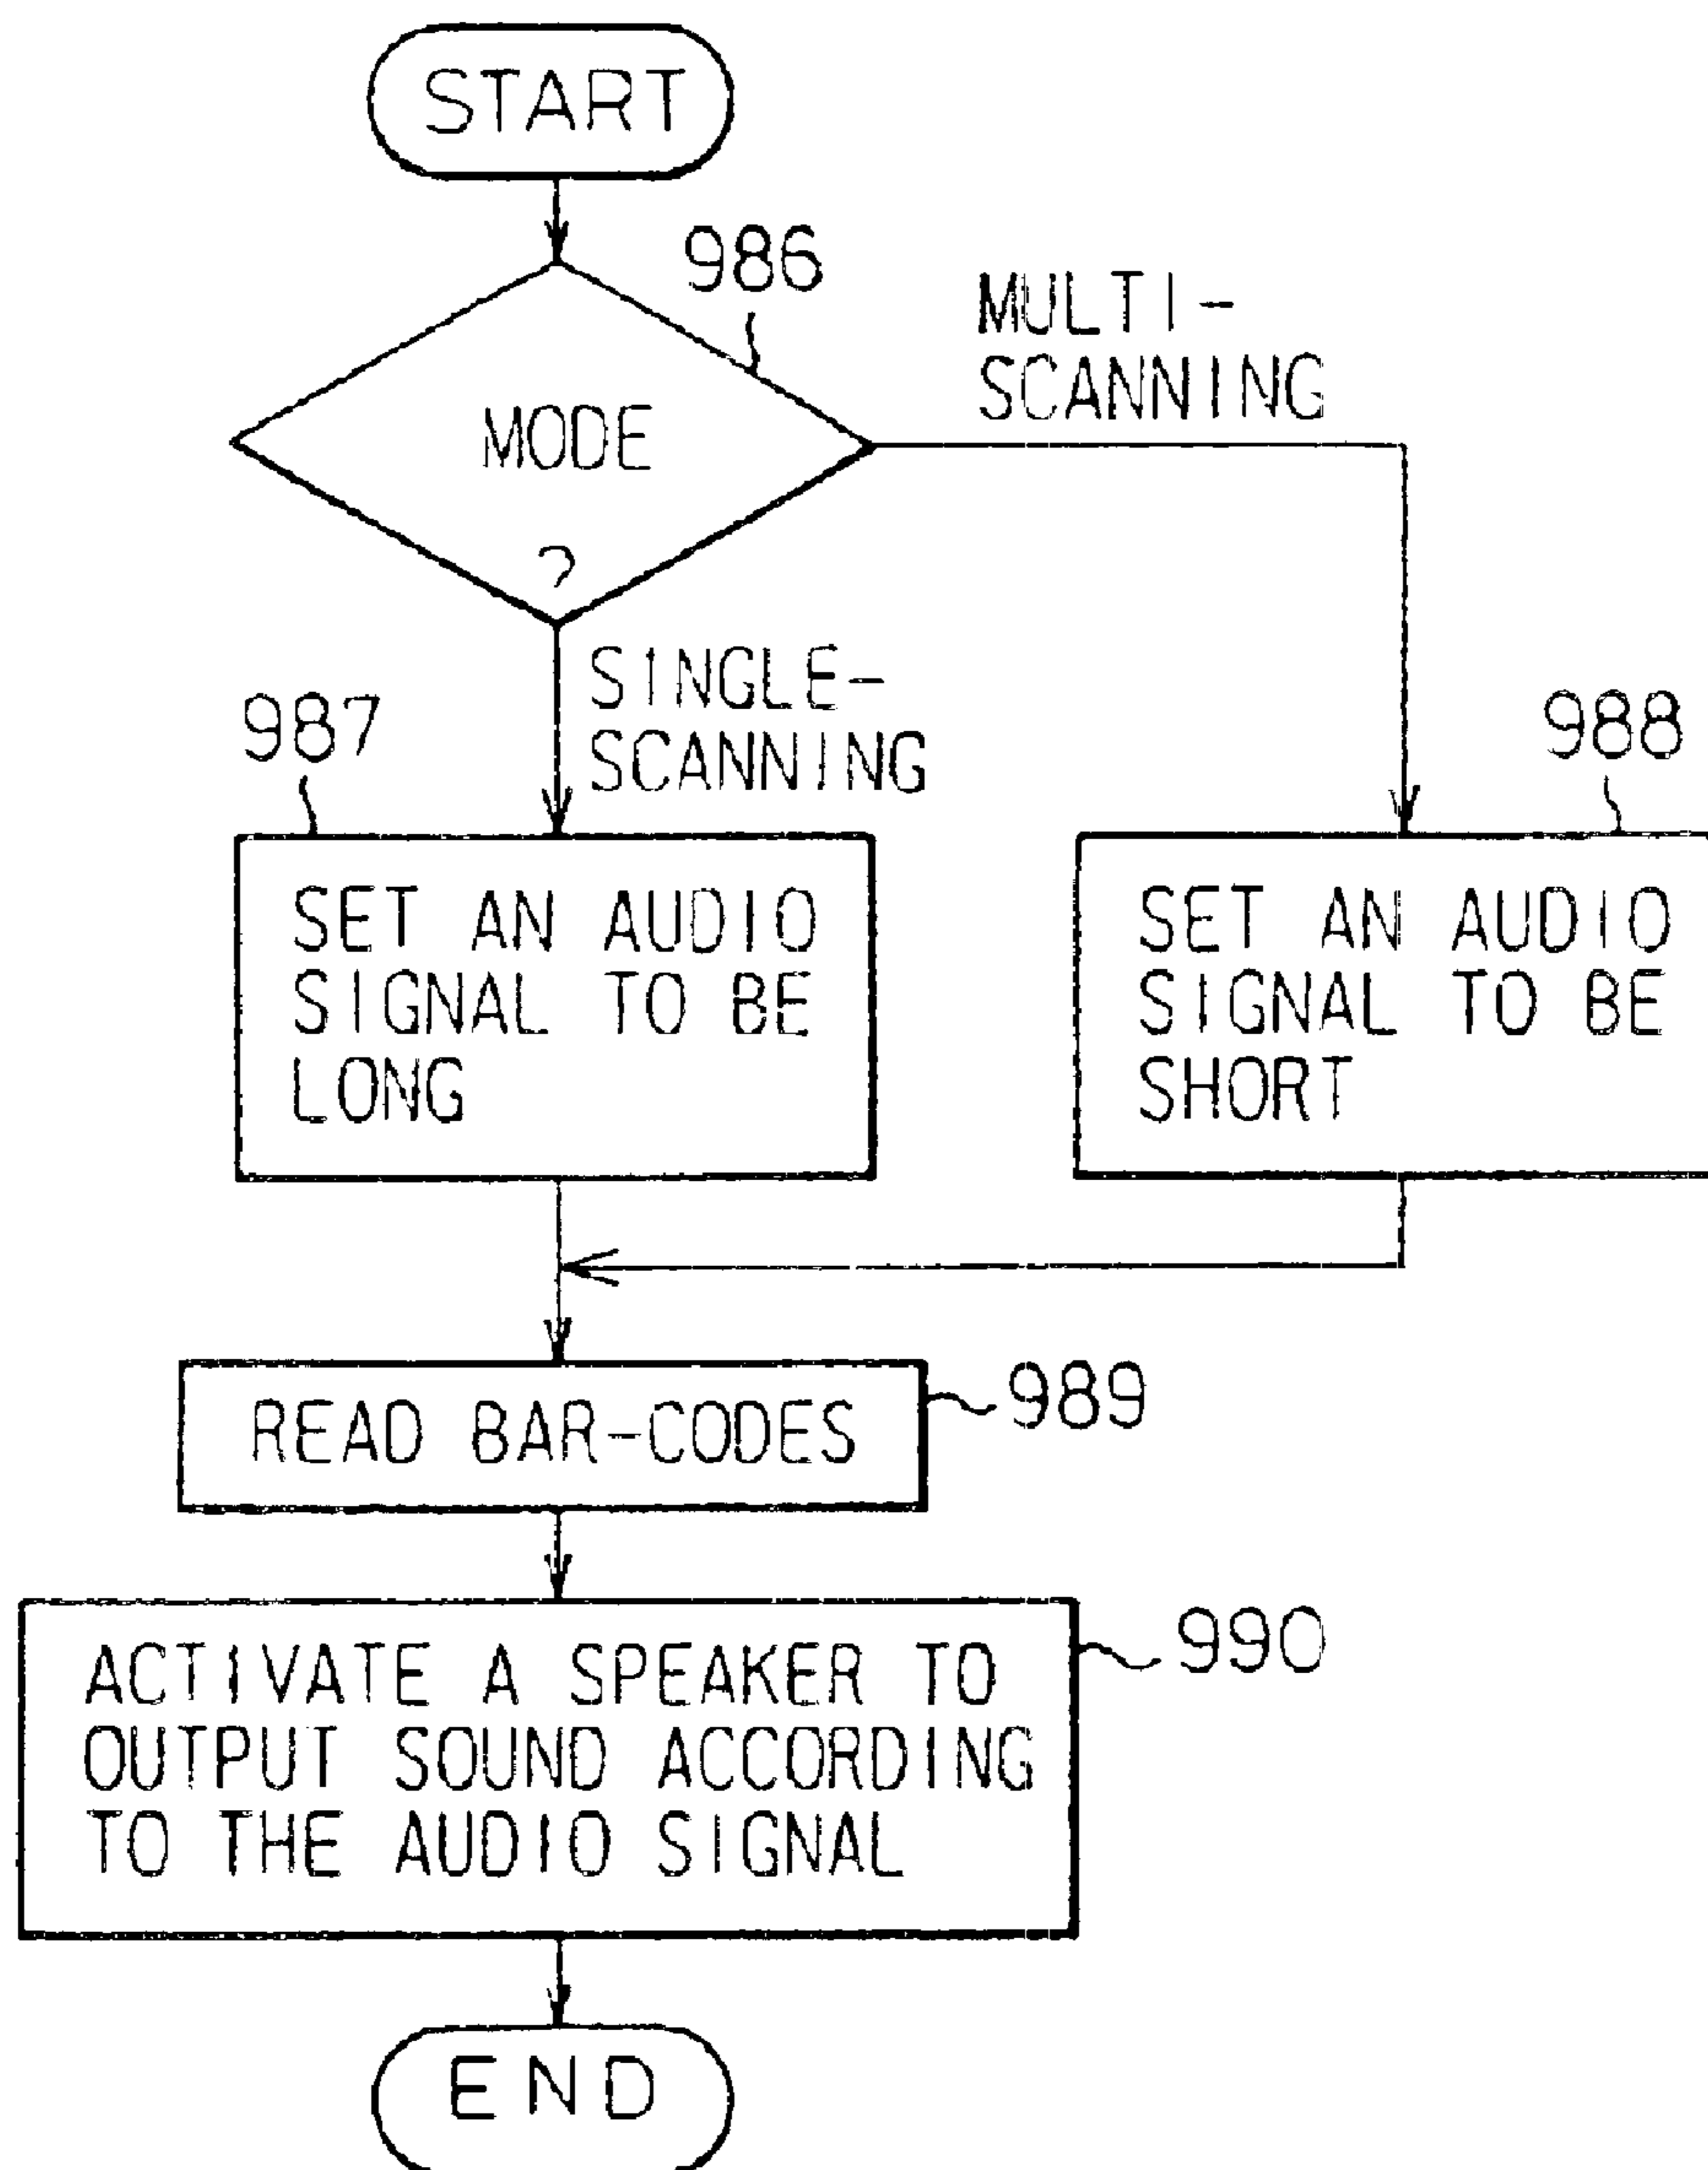 START
986
MULTI-
SCANNING
MODE
?
SINGLE-
SCANNING
987
988
SET AN AUDIO
SIGNAL TO BE
LONG
SET AN AUDIO
SIGNAL TO BE
SHORT
READ BAR-CODES
989
ACTIVATE A SPEAKER TO
OUTPUT SOUND ACCORDING
TO THE AUDIO SIGNAL
990
END